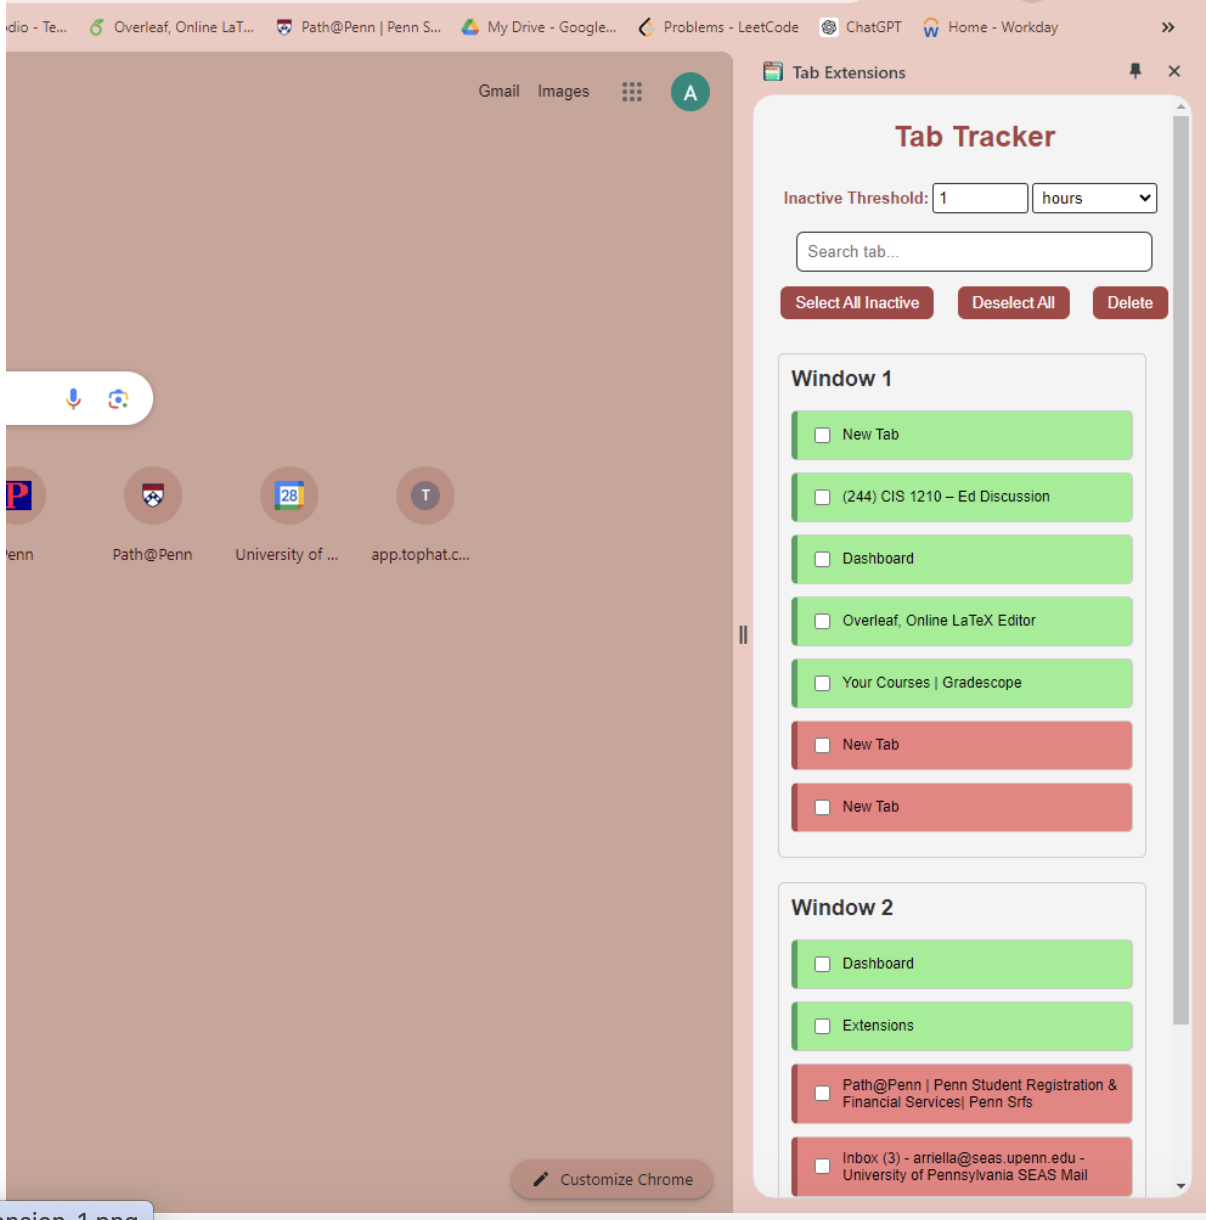 dio - Te... Overleaf, Online LaT... Path@Penn | Penn S... My Drive - Google... Problems - LeetCode ChatGPT Home - Workday »
Tab Extensions
Gmail Images A
Tab Tracker
Inactive Threshold: 1 hours
Search tab...
Select All Inactive Deselect All Delete
Window 1
New Tab
(244) CIS 1210 – Ed Discussion
Dashboard
Overleaf, Online LaTeX Editor
Your Courses | Gradescope
New Tab
New Tab
P 28 T
enn Path@Penn University of ... app.tophat.c...
Window 2
Dashboard
Extensions
Path@Penn | Penn Student Registration &
Financial Services| Penn Srfs
Inbox (3) - arriella@seas.upenn.edu -
University of Pennsylvania SEAS Mail
Customize Chrome
ension_1.png